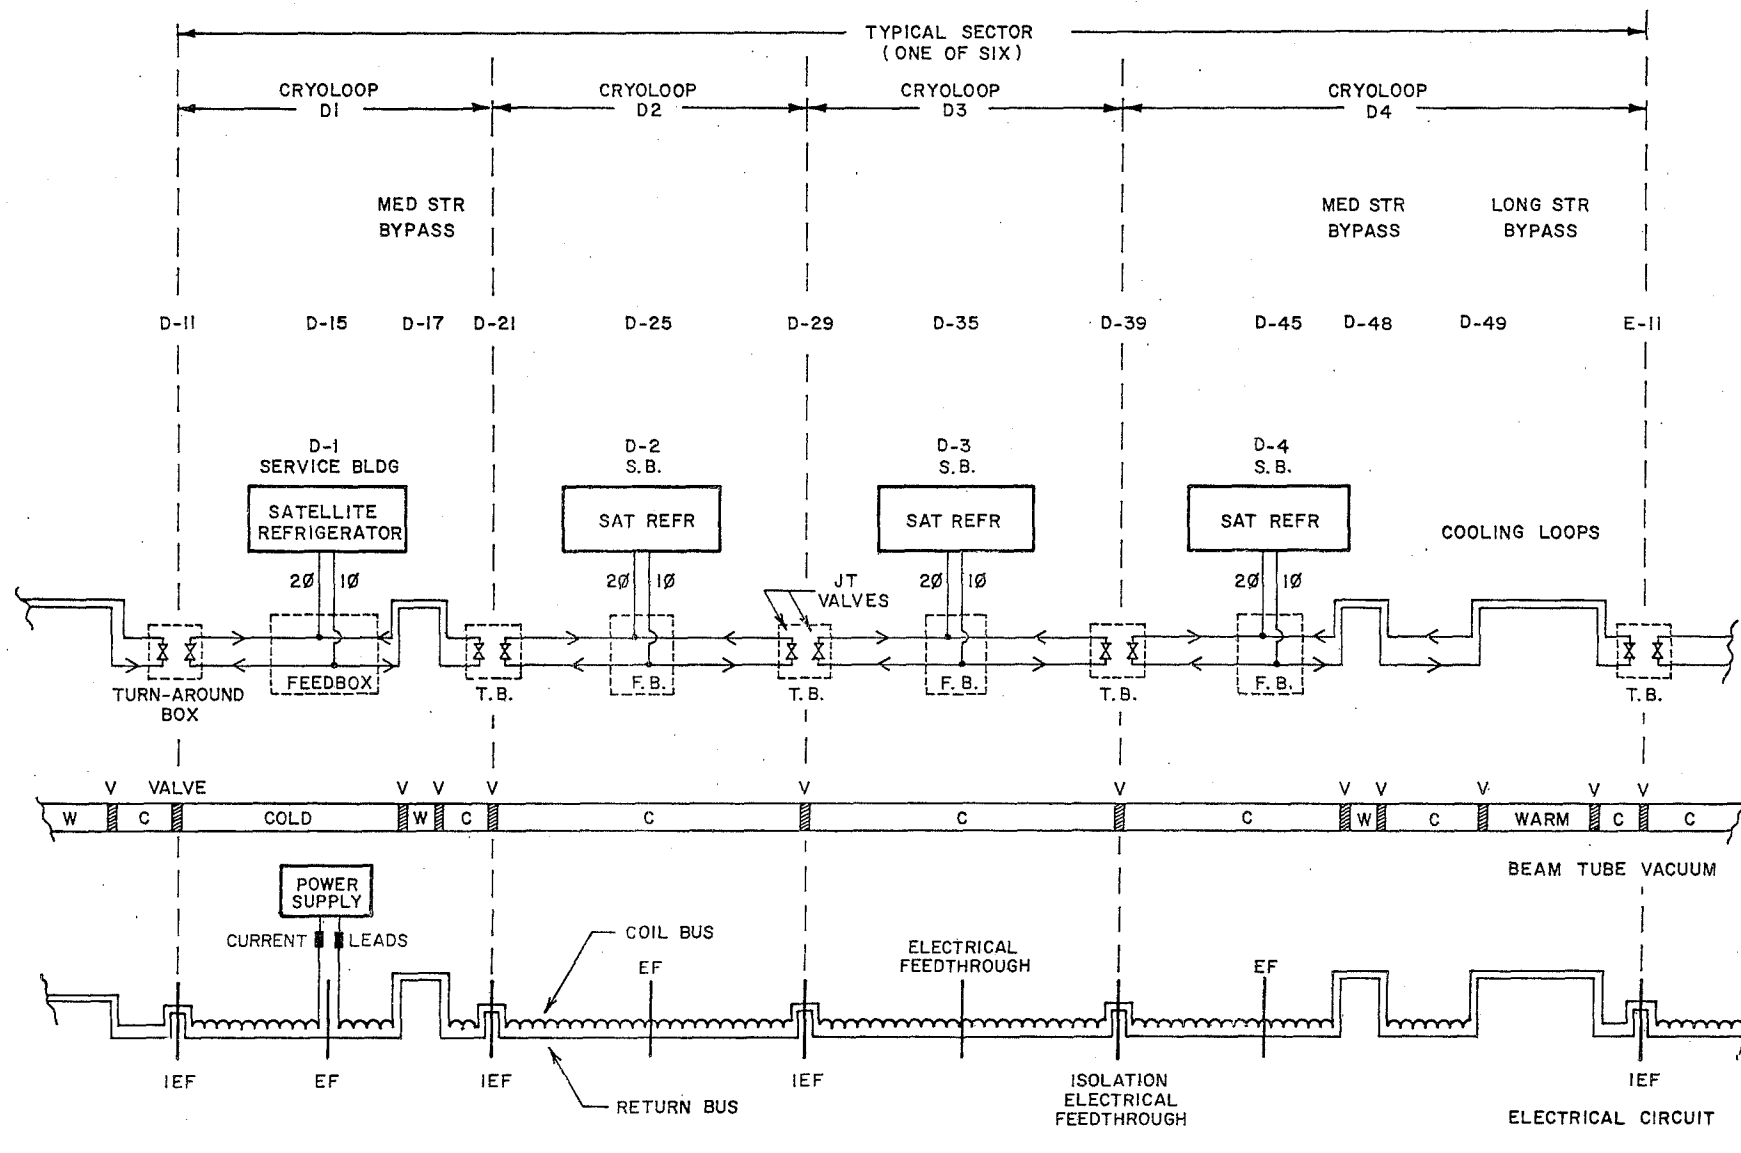 TYPICAL SECTOR
(ONE OF SIX)
CRYOLOOP D1
CRYOLOOP D2
CRYOLOOP D3
CRYOLOOP D4
MED STR BYPASS
MED STR BYPASS
LONG STR BYPASS
D-11 D-15 D-17 D-21 D-25 D-29 D-35 D-39 D-45 D-48 D-49 E-11
D-1
SERVICE BLDG
D-2
S.B.
D-3
S.B.
D-4
S.B.
SATELLITE
REFRIGERATOR
SAT REFR
SAT REFR
SAT REFR
COOLING LOOPS
2Ø 1Ø
2Ø 1Ø
JT
VALVES
2Ø 1Ø
2Ø 1Ø
TURN-AROUND
BOX
FEEDBOX
T.B.
F.B.
T.B.
F.B.
T.B.
F.B.
T.B.
V VALVE V V V V V V V V V V
W C COLD W C C C C W C WARM C C
BEAM TUBE VACUUM
POWER
SUPPLY
CURRENT LEADS
COIL BUS
EF
ELECTRICAL
FEEDTHROUGH
EF
IEF EF IEF IEF
RETURN BUS
ISOLATION
ELECTRICAL
FEEDTHROUGH
IEF
ELECTRICAL CIRCUIT